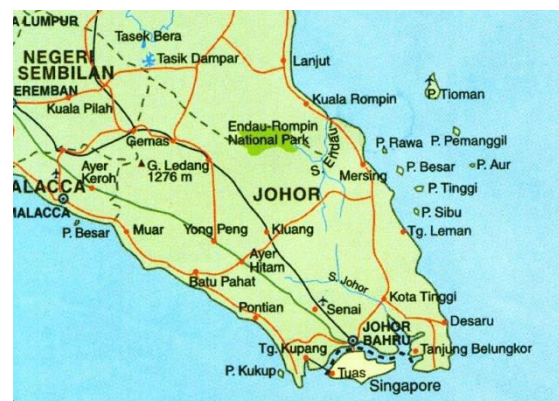 A LUMPUR
Tasek Bera
Tasik Dampar
Lanjut
NEGERI
SEMBILAN
EREMBAN
Kuala Pilah
Kuala Rompin
P. Tioman
Endau-Rompin
National Park
S. Endau
Gemas
P. Rawa
P. Pemanggil
G. Ledang
1276 m
Ayer
Keroh
P. Besar
P. Aur
Mersing
ALACCA
MALACCA
JOHOR
P. Tinggi
P. Sibu
P. Besar
Muar
Yong Peng
Kluang
Tg. Leman
Ayer
Hitam
Batu Pahat
S. Johor
Kota Tinggi
Pontian
Senai
Desaru
JOHOR
BAHRU
Tg. Kupang
Tanjung Belungkor
P. Kukup
Tuas
Singapore